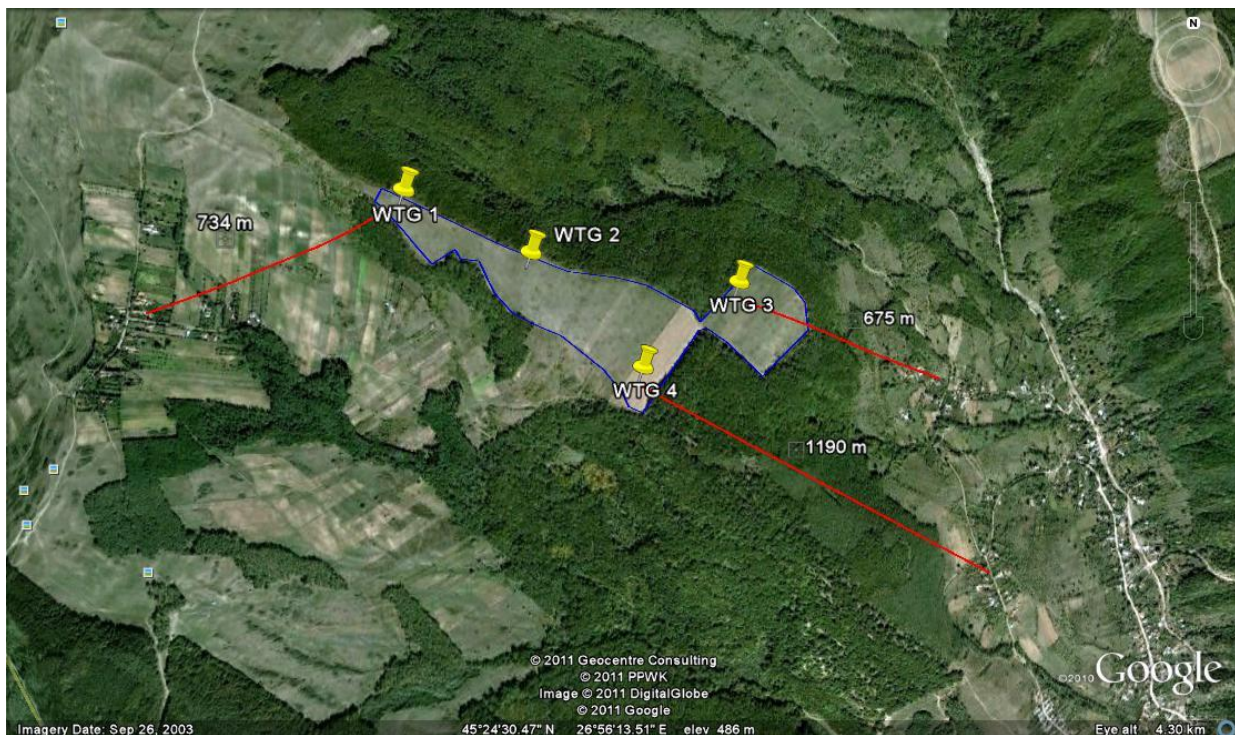 N
WTG 1
734 m
WTG 2
WTG 3
675 m
WTG 4
1190 m
© 2011 Geocentre Consulting
© 2011 PPWK
Image © 2011 DigitalGlobe
© 2011 Google
©2010 Google
Imagery Date: Sep 26, 2003 45°24'30.47" N 26°56'13.51" E elev 486 m Eye alt 4.30 km